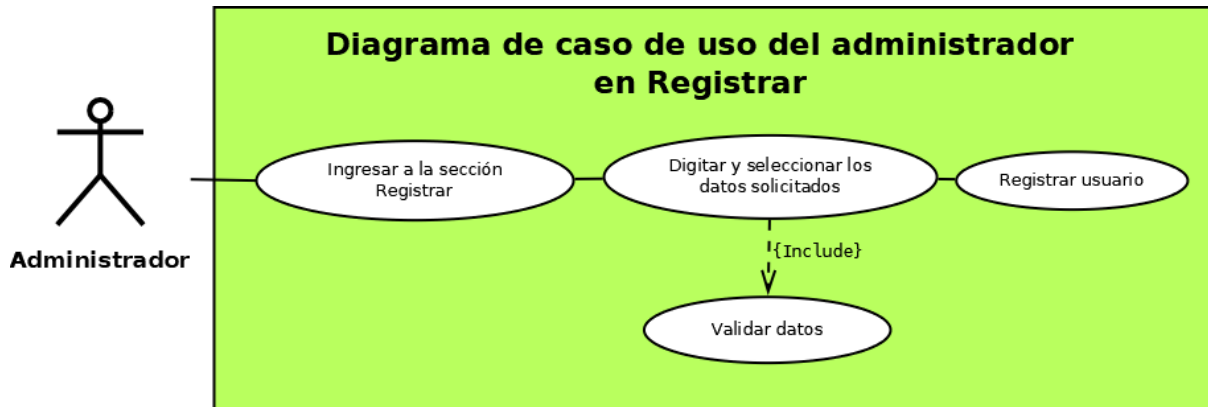 Diagrama de caso de uso del administrador
en Registrar
Ingresar a la sección
Registrar
Digitar y seleccionar los
datos solicitados
Registrar usuario
Administrador
{Include}
Validar datos